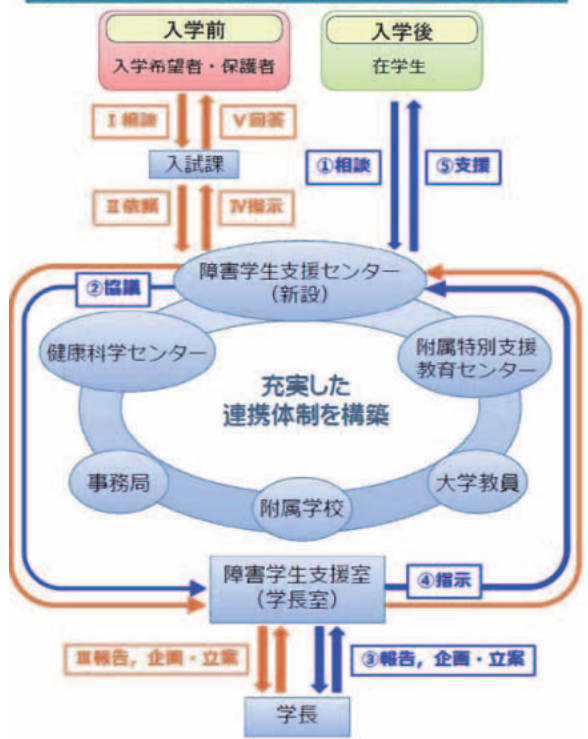 入学前
入学希望者・保護者
入学後
在学生
Ⅰ相談
Ⅴ回答
入試課
①相談
⑤支援
Ⅱ依頼
Ⅳ指示
障害学生支援センター
（新設）
②協議
健康科学センター
附属特別支援
教育センター
充実した
連携体制を構築
事務局
附属学校
大学教員
障害学生支援室
（学長室）
④指示
Ⅲ報告，企画・立案
③報告，企画・立案
学長